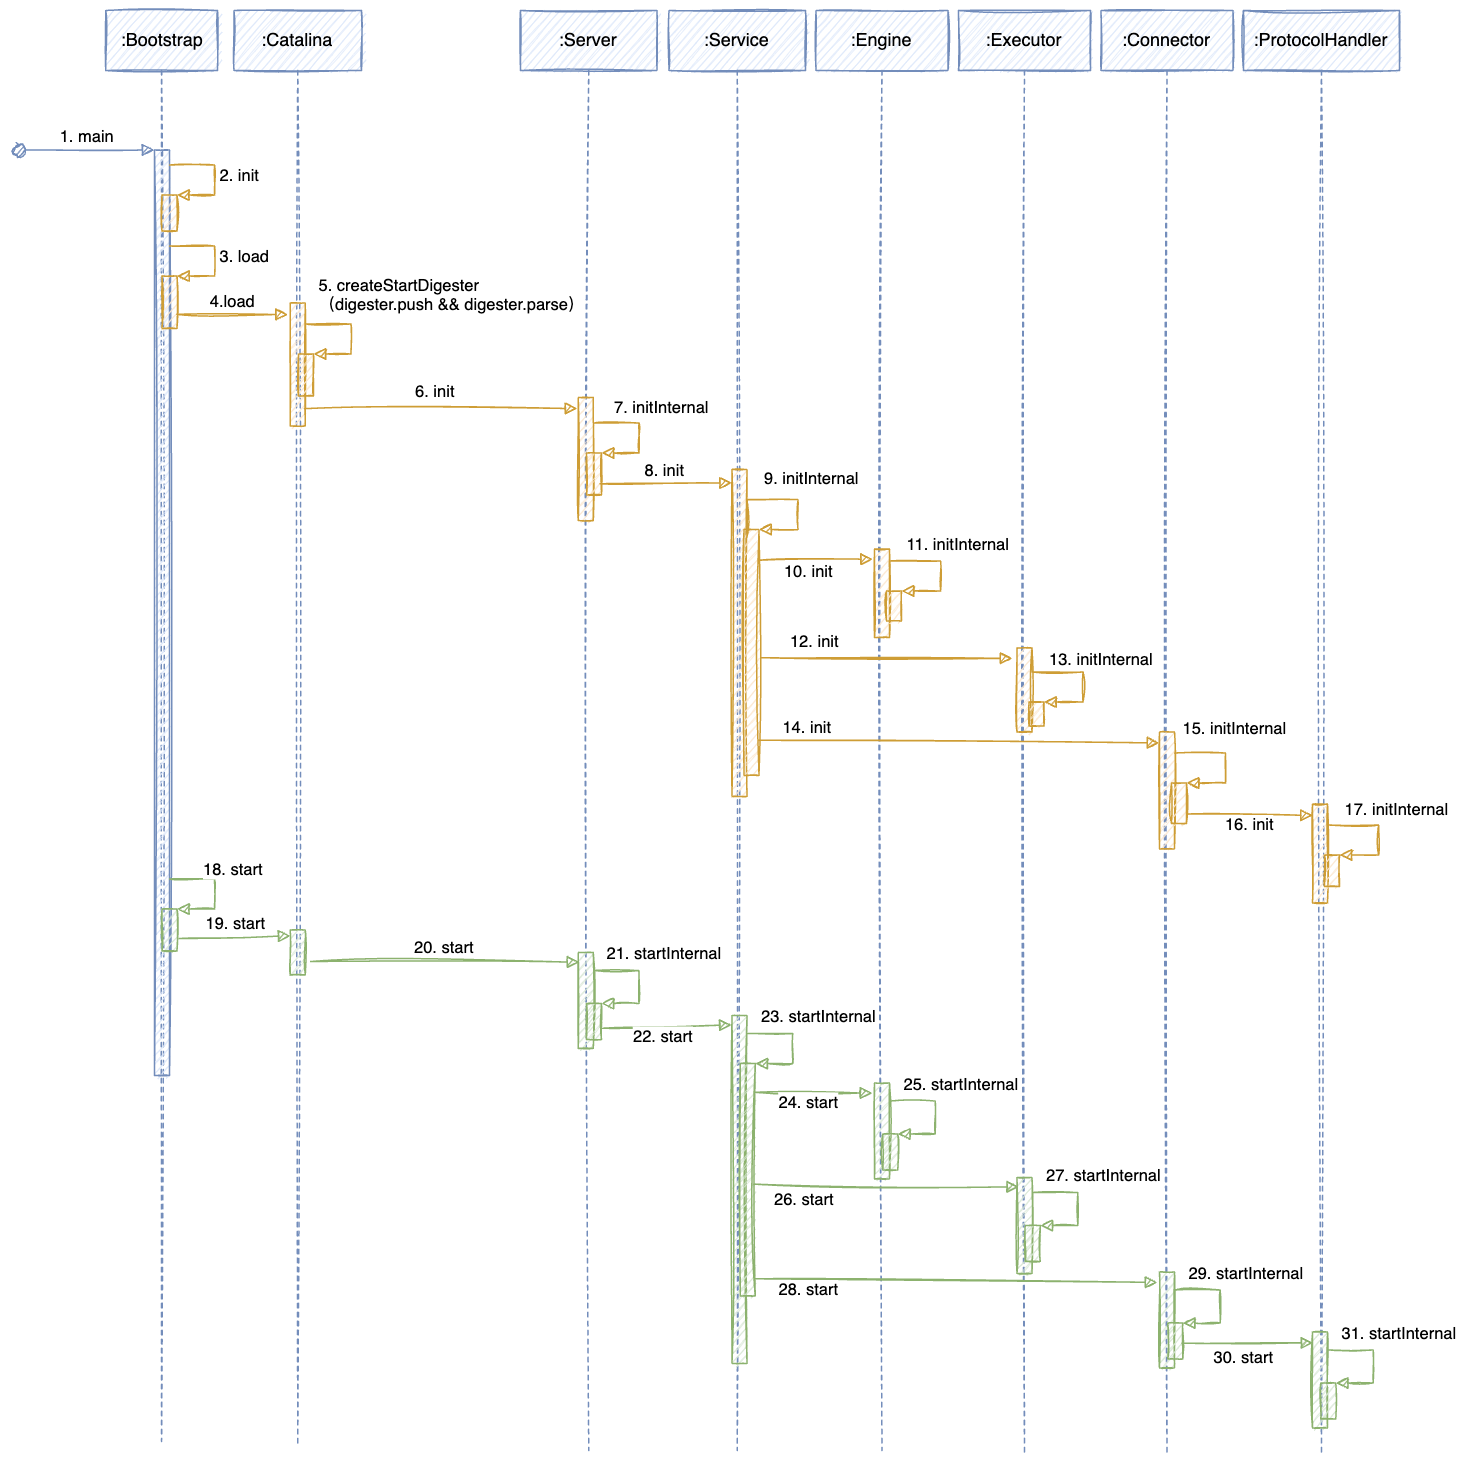 :Bootstrap
:Catalina
:Server
:Service
:Engine
:Executor
:Connector
:ProtocolHandler
1. main
2. init
3. load
4.load
5. createStartDigester
(digester.push && digester.parse)
6. init
7. initInternal
8. init
9. initInternal
10. init
11. initInternal
12. init
13. initInternal
14. init
15. initInternal
16. init
17. initInternal
18. start
19. start
20. start
21. startInternal
22. start
23. startInternal
24. start
25. startInternal
26. start
27. startInternal
28. start
29. startInternal
30. start
31. startInternal